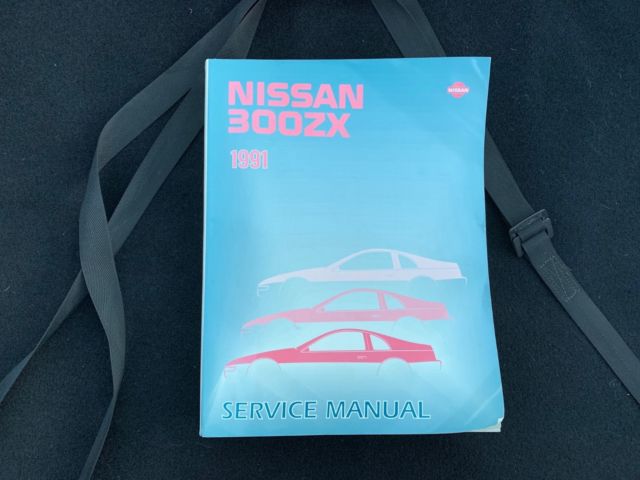 NISSAN
300ZX
1991
NISSAN
SERVICE MANUAL